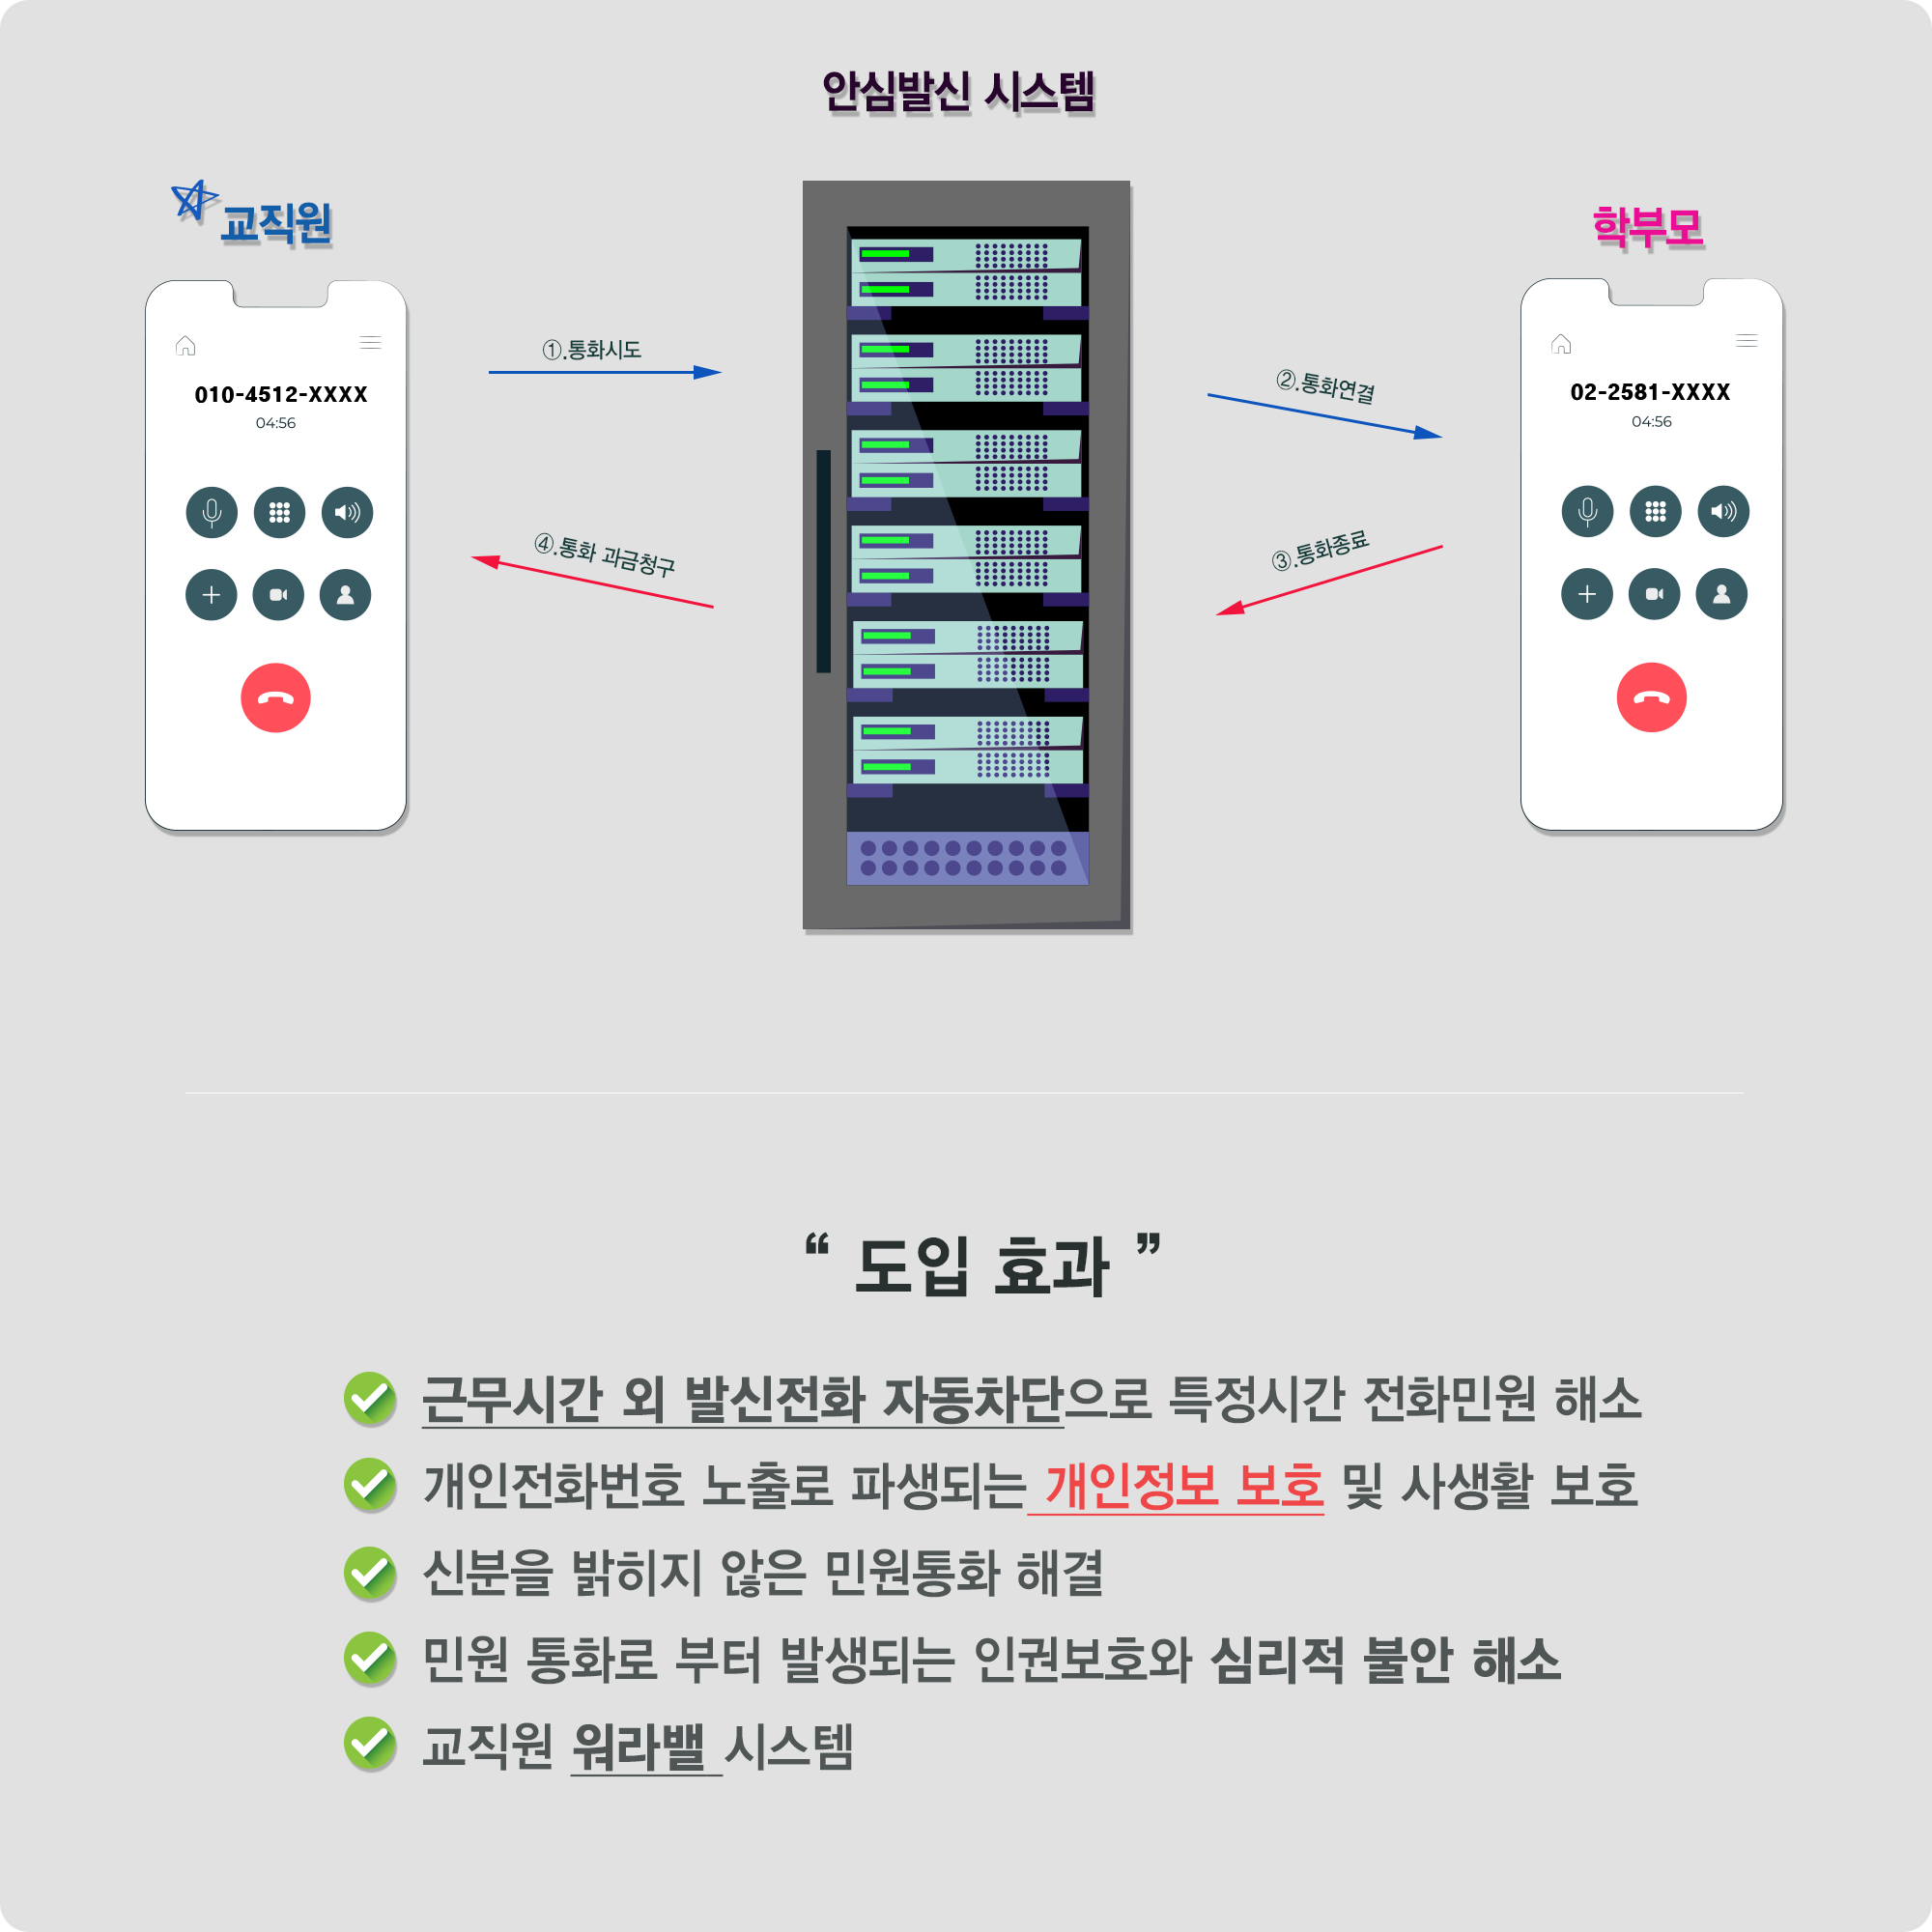 안심발신 시스템
교직원
학부모
①.통화시도
②.통화연결
010-4512-XXXX
04:56
02-2581-XXXX
04:56
④.통화 과금청구
③.통화종료
“ 도입 효과 ”
근무시간 외 발신전화 자동차단으로 특정시간 전화민원 해소
개인전화번호 노출로 파생되는 개인정보 보호 및 사생활 보호
신분을 밝히지 않은 민원통화 해결
민원 통화로 부터 발생되는 인권보호와 심리적 불안 해소
교직원 워라밸 시스템